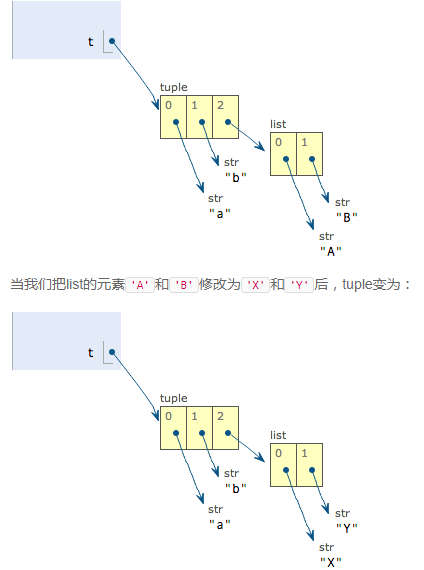 t
tuple
0 1 2
list
0 1
str
"b"
str
"a"
str
"B"
str
"A"
当我们把list的元素'A'和'B'修改为'X'和'Y'后，tuple变为：
t
tuple
0 1 2
list
0 1
str
"b"
str
"a"
str
"Y"
str
"X"